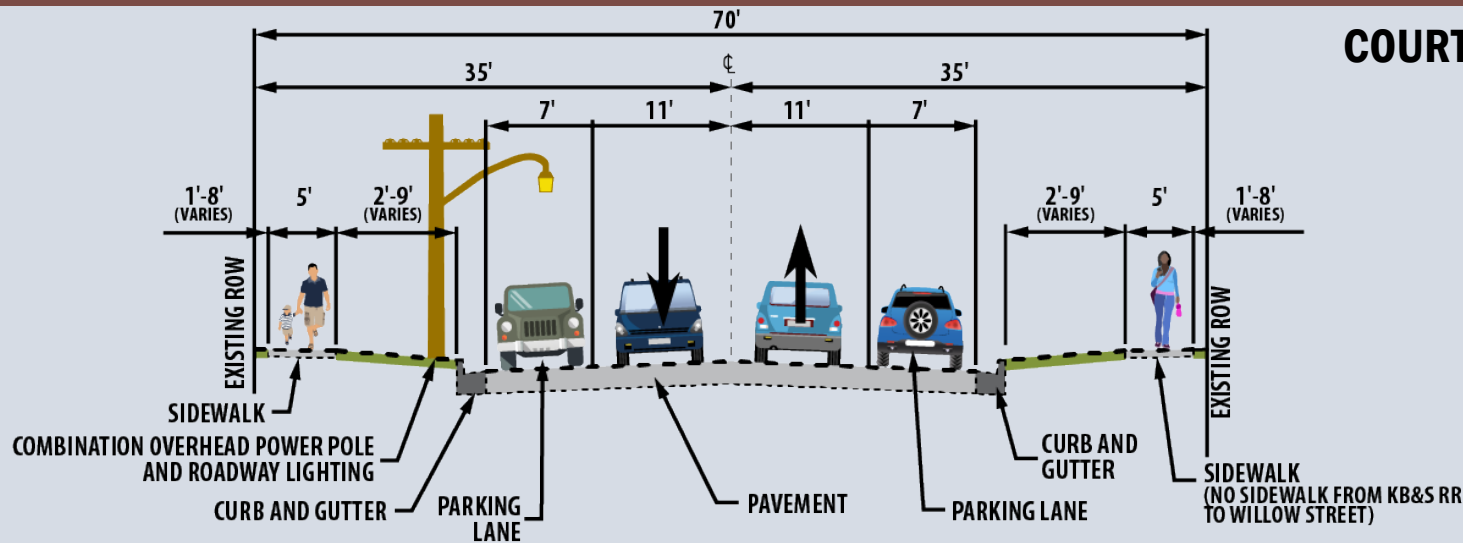 70'
COURT
35'
℄
35'
7'
11'
11'
7'
1'-8'
(VARIES)
5'
2'-9'
(VARIES)
2'-9'
(VARIES)
5'
1'-8'
(VARIES)
EXISTING ROW
EXISTING ROW
SIDEWALK
COMBINATION OVERHEAD POWER POLE
AND ROADWAY LIGHTING
CURB AND GUTTER
PARKING
LANE
PAVEMENT
PARKING LANE
CURB AND
GUTTER
SIDEWALK
(NO SIDEWALK FROM KB&S RR
TO WILLOW STREET)